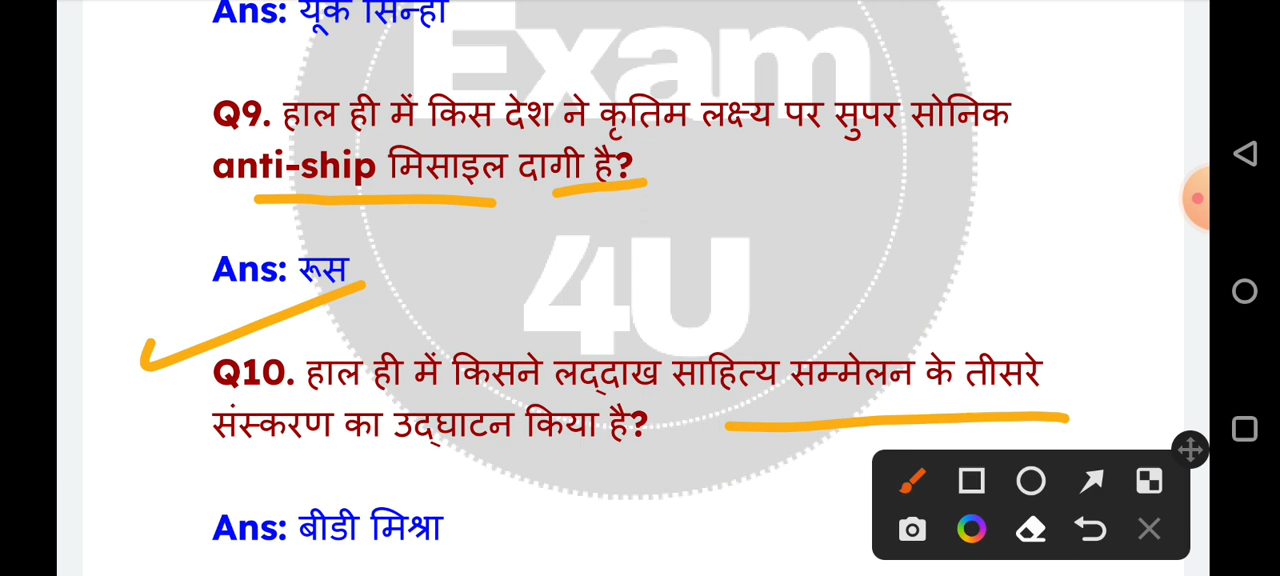 Ans: यूके सिन्हा
Exam
Q9. हाल ही में किस देश ने कृतिम लक्ष्य पर सुपर सोनिक
anti-ship मिसाइल दागी है?
4U
Ans: रूस
Q10. हाल ही में किसने लद्दाख साहित्य सम्मेलन के तीसरे
संस्करण का उद्घाटन किया है?
Ans: बीडी मिश्रा